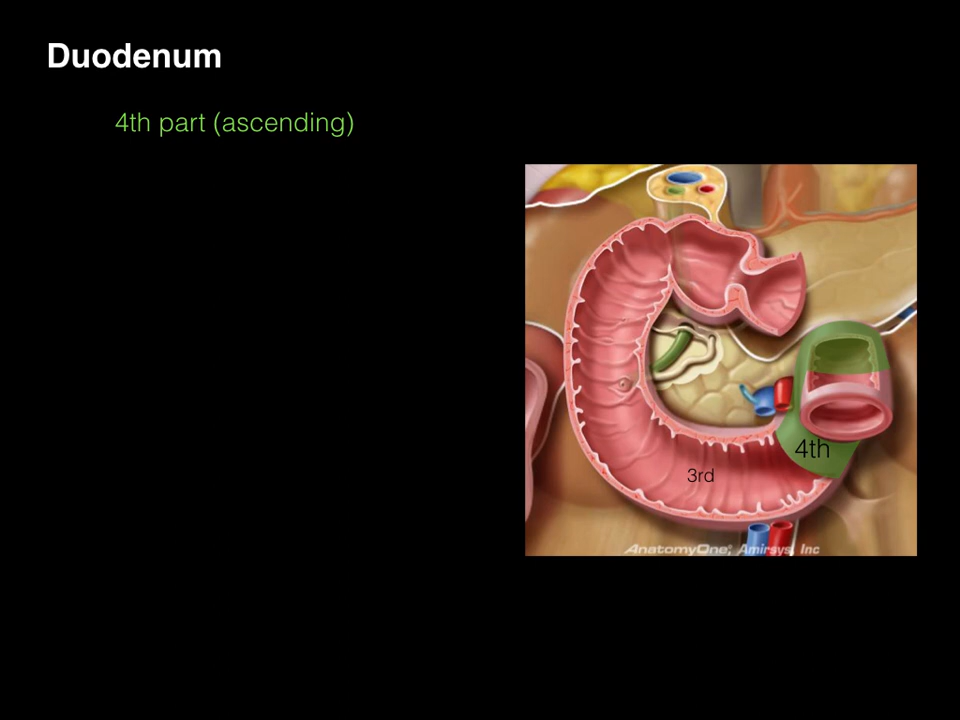 Duodenum
4th part (ascending)
4th
3rd
AnatomyOne®, Amirsys, Inc